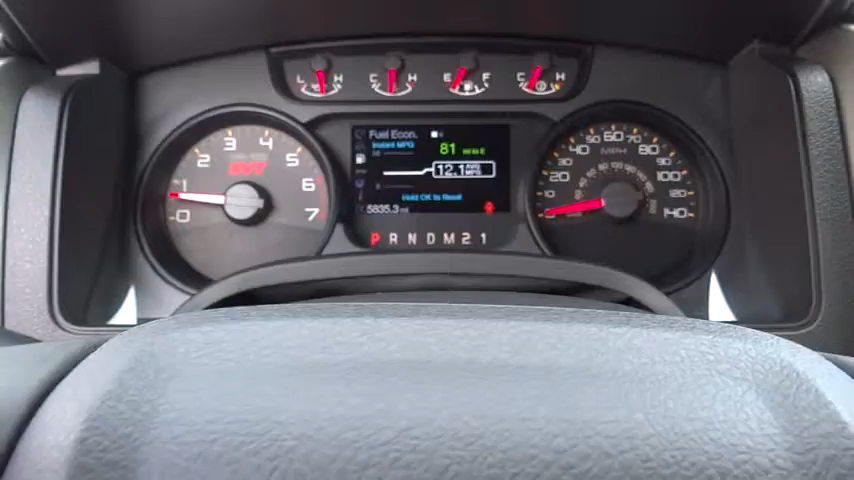 L H
C H
E F
C H
0 1 2 3 4 5 6 7
Fuel Econ.
Instant MPG
81 mi to E
12.1 AVG MPG
Hold OK to Reset
5835.3 mi
P R N D M 2 1
MPH
10 20 30 40 50 60 70 80 90 100 120 140